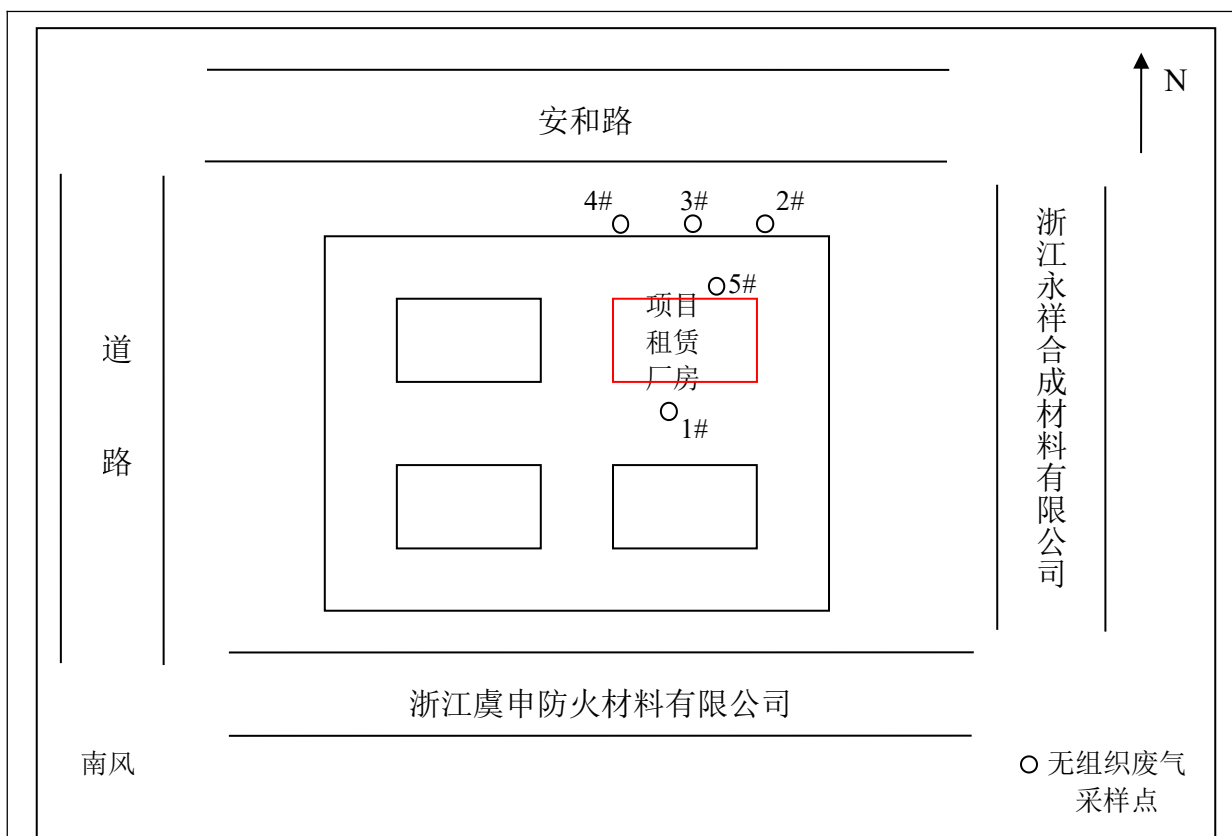 N
安和路
4#
3#
2#
5#
项目
租赁
厂房
1#
道
路
浙江永祥合成材料有限公司
浙江虞申防火材料有限公司
南风
无组织废气
采样点